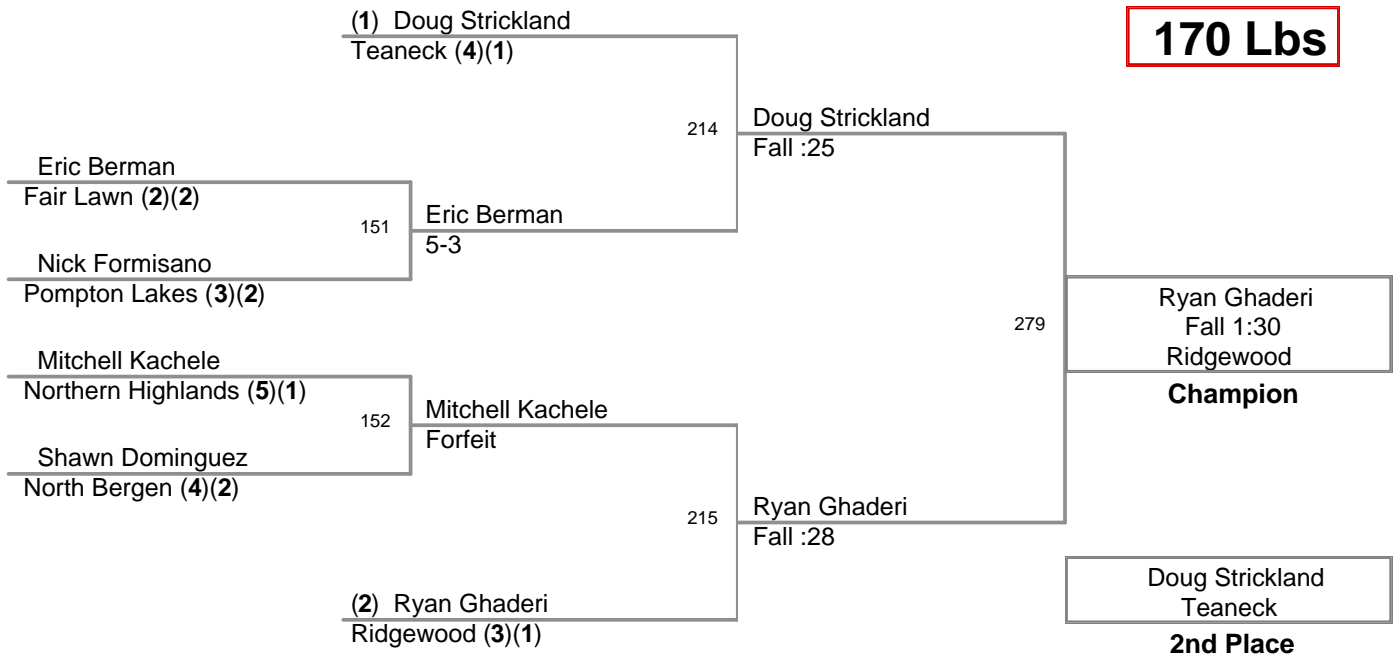 (1) Doug Strickland
Teaneck (4)(1)
170 Lbs
214
Doug Strickland
Fall :25
Eric Berman
Fair Lawn (2)(2)
151
Eric Berman
5-3
Nick Formisano
Pompton Lakes (3)(2)
279
Ryan Ghaderi
Fall 1:30
Ridgewood
Champion
Mitchell Kachele
Northern Highlands (5)(1)
152
Mitchell Kachele
Forfeit
Shawn Dominguez
North Bergen (4)(2)
215
Ryan Ghaderi
Fall :28
(2) Ryan Ghaderi
Ridgewood (3)(1)
Doug Strickland
Teaneck
2nd Place